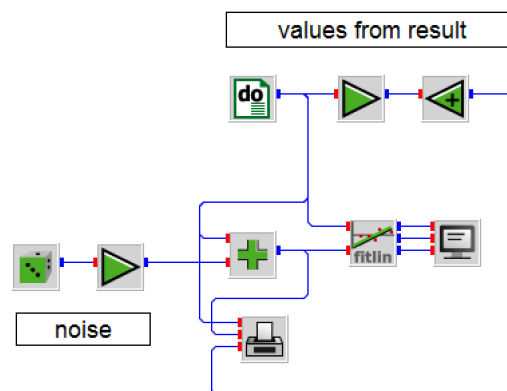 values from result
do
fitlin
noise